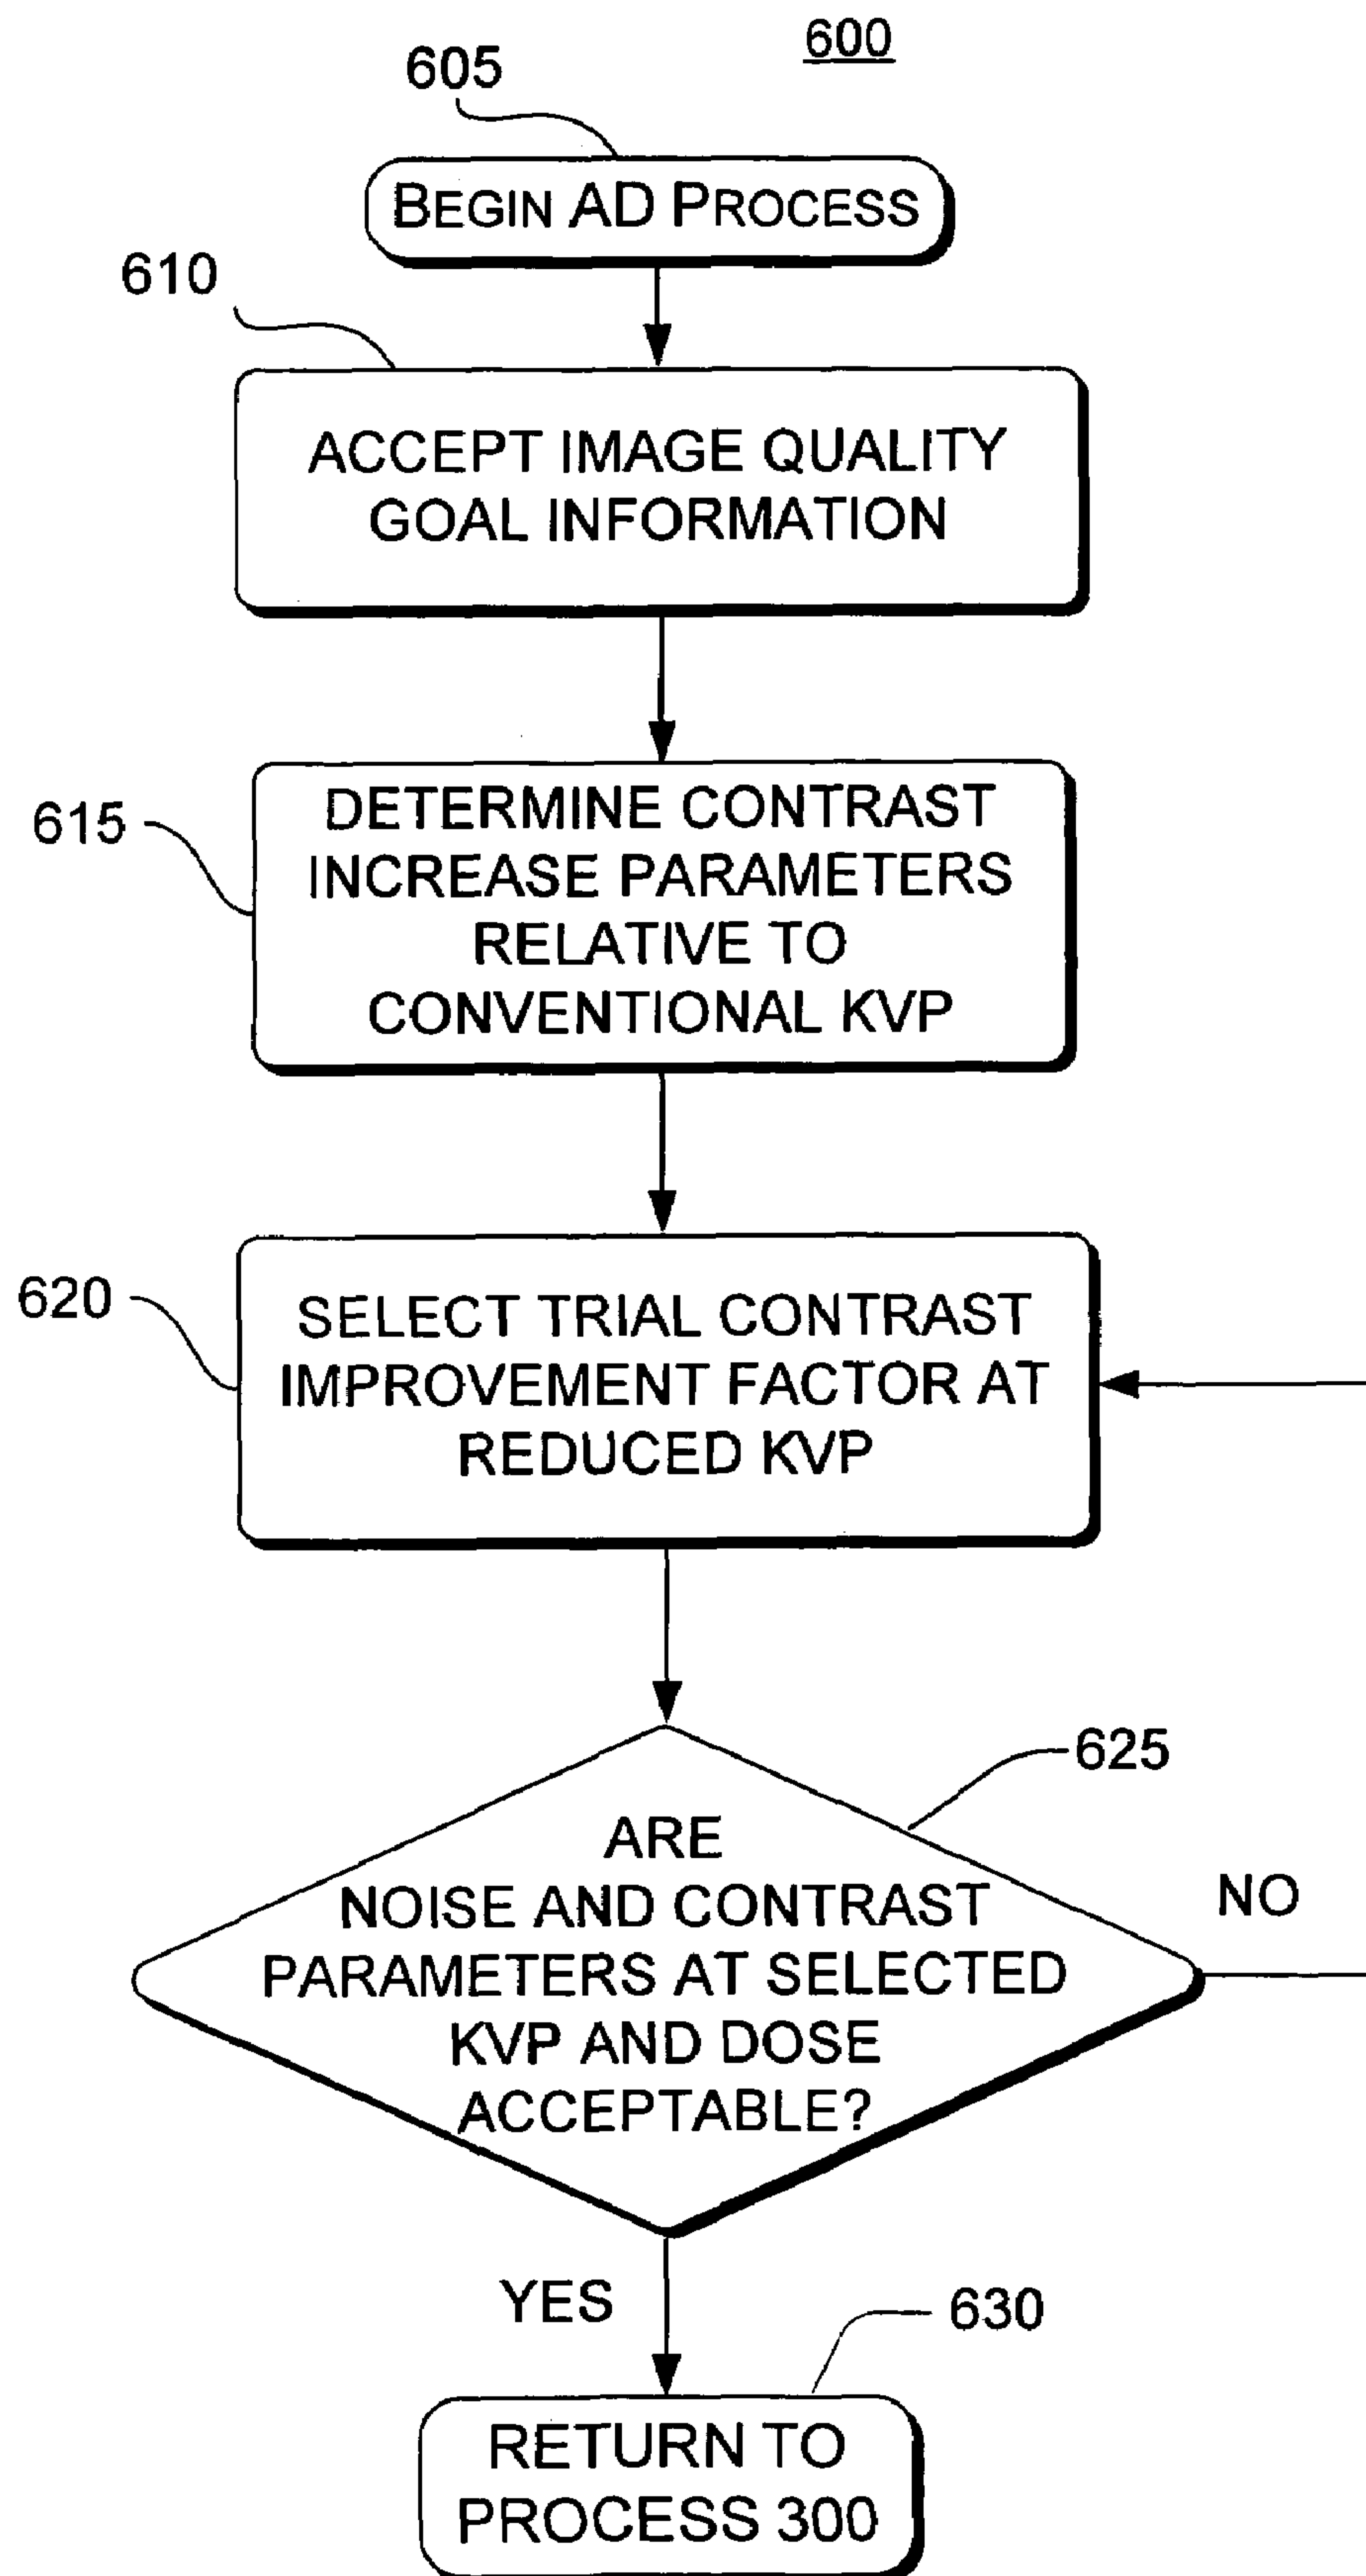 600
605
BEGIN AD PROCESS
610
ACCEPT IMAGE QUALITY
GOAL INFORMATION
615
DETERMINE CONTRAST
INCREASE PARAMETERS
RELATIVE TO
CONVENTIONAL KVP
620
SELECT TRIAL CONTRAST
IMPROVEMENT FACTOR AT
REDUCED KVP
625
ARE
NOISE AND CONTRAST
PARAMETERS AT SELECTED
KVP AND DOSE
ACCEPTABLE?
NO
YES
630
RETURN TO
PROCESS 300